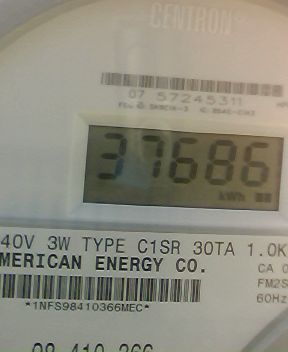 CENTRON®
07 57245311
37686
kWh
40V 3W TYPE C1SR 30TA 1.0K
MERICAN ENERGY CO.
CA 0
FM2S
60Hz
*1NFS98410366MEC*